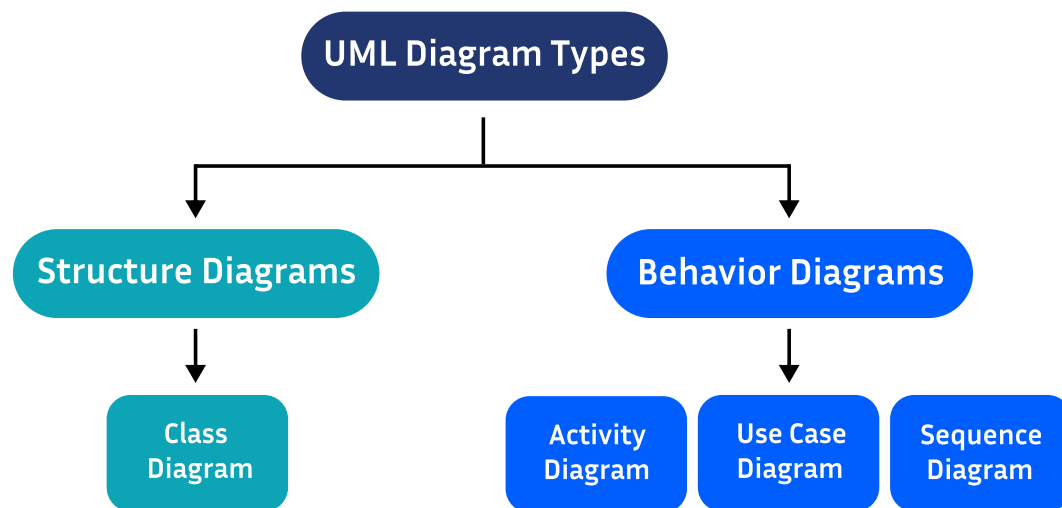 UML Diagram Types
Structure Diagrams
Behavior Diagrams
Class
Diagram
Activity
Diagram
Use Case
Diagram
Sequence
Diagram